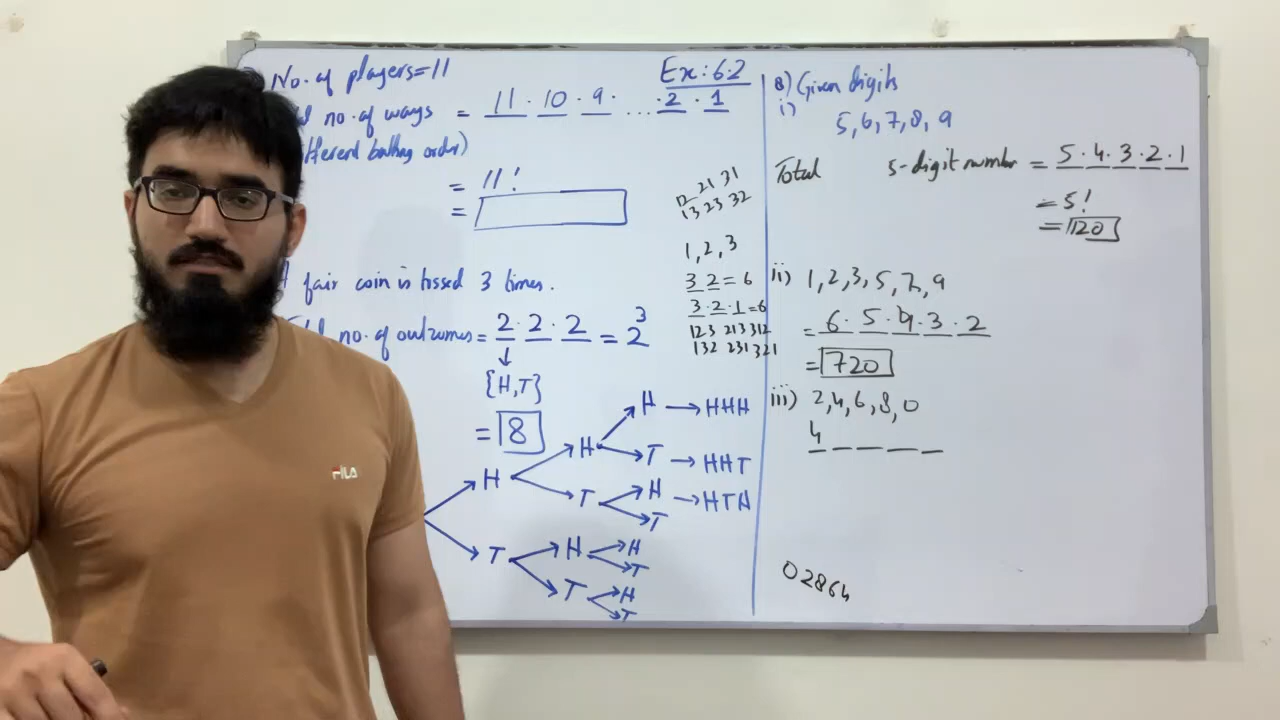 No. of players=11
no. of ways = 11 · 10 · 9 · ... · 2 · 1
order)
= 11!
=
12 21 31
13 23 32
1, 2, 3
3 2 = 6
3 · 2 · 1 = 6
123 213 312
132 231 321
fair coin is tossed 3 times.
no. of outcomes = 2 · 2 · 2 = 2³
{H,T}
= 8
H → HHH
H T → HHT
H T H → HTH
T
T H H
T
T H
T
Ex: 6.2
8) Given digits
i) 5, 6, 7, 8, 9
Total 5-digit number = 5 · 4 · 3 · 2 · 1
= 5!
= 120
ii) 1, 2, 3, 5, 7, 9
= 6 · 5 · 4 · 3 · 2
= 720
iii) 2, 4, 6, 8, 0
4
02864
FILA